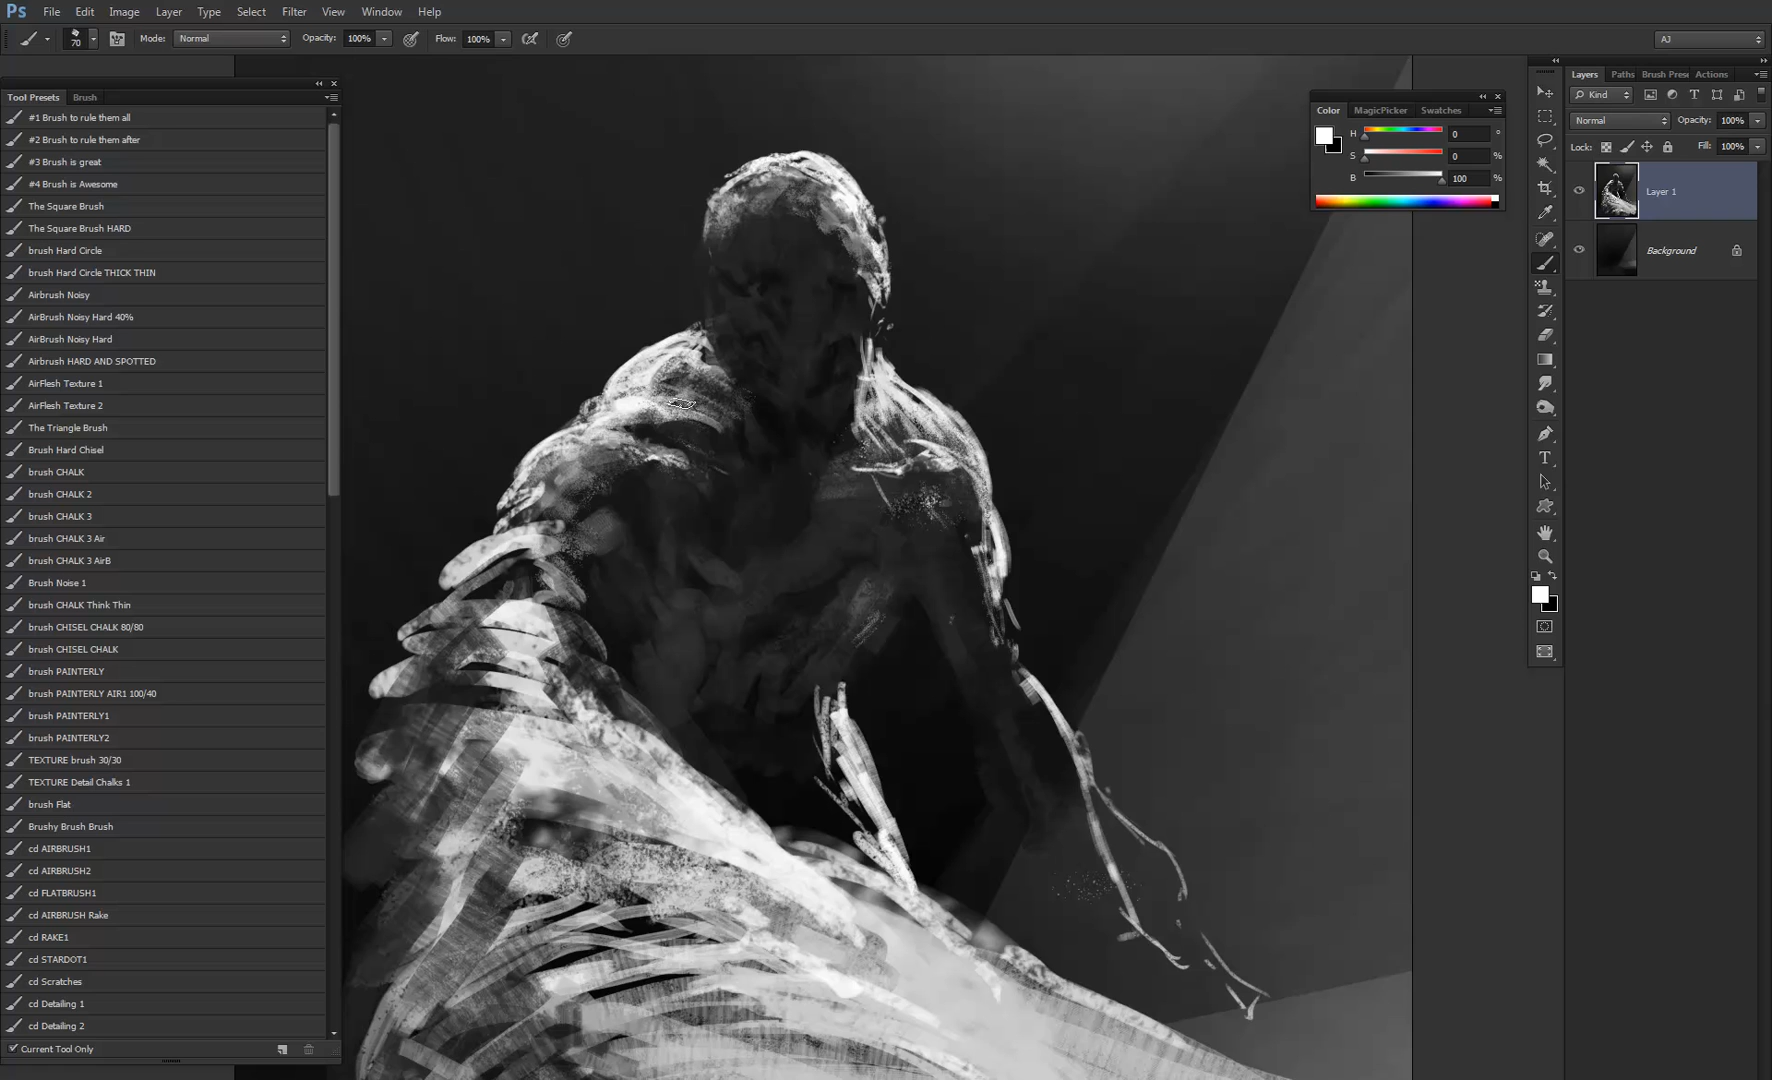 Ps File Edit Image Layer Type Select Filter View Window Help
70 Mode: Normal Opacity: 100% Flow: 100% AJ
Tool Presets Brush
#1 Brush to rule them all
#2 Brush to rule them after
#3 Brush is great
#4 Brush is Awesome
The Square Brush
The Square Brush HARD
brush Hard Circle
brush Hard Circle THICK THIN
Airbrush Noisy
AirBrush Noisy Hard 40%
AirBrush Noisy Hard
Airbrush HARD AND SPOTTED
AirFlesh Texture 1
AirFlesh Texture 2
The Triangle Brush
Brush Hard Chisel
brush CHALK
brush CHALK 2
brush CHALK 3
brush CHALK 3 Air
brush CHALK 3 AirB
Brush Noise 1
brush CHALK Think Thin
brush CHISEL CHALK 80/80
brush CHISEL CHALK
brush PAINTERLY
brush PAINTERLY AIR1 100/40
brush PAINTERLY1
brush PAINTERLY2
TEXTURE brush 30/30
TEXTURE Detail Chalks 1
brush Flat
Brushy Brush Brush
cd AIRBRUSH1
cd AIRBRUSH2
cd FLATBRUSH1
cd AIRBRUSH Rake
cd RAKE1
cd STARDOT1
cd Scratches
cd Detailing 1
cd Detailing 2
Current Tool Only
Color MagicPicker Swatches
H 0 °
S 0 %
B 100 %
Layers Paths Brush Prese Actions
Kind
Normal Opacity: 100%
Lock: Fill: 100%
Layer 1
Background